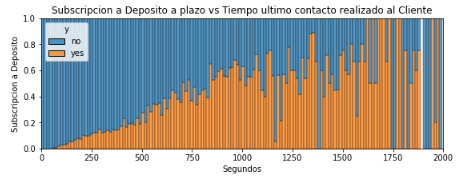 Subscripcion a Deposito a plazo vs Tiempo ultimo contacto realizado al Cliente
1.0
0.8
0.6
0.4
0.2
0.0
Subscripcion a Deposito
y
no
yes
0 250 500 750 1000 1250 1500 1750 2000
Segundos